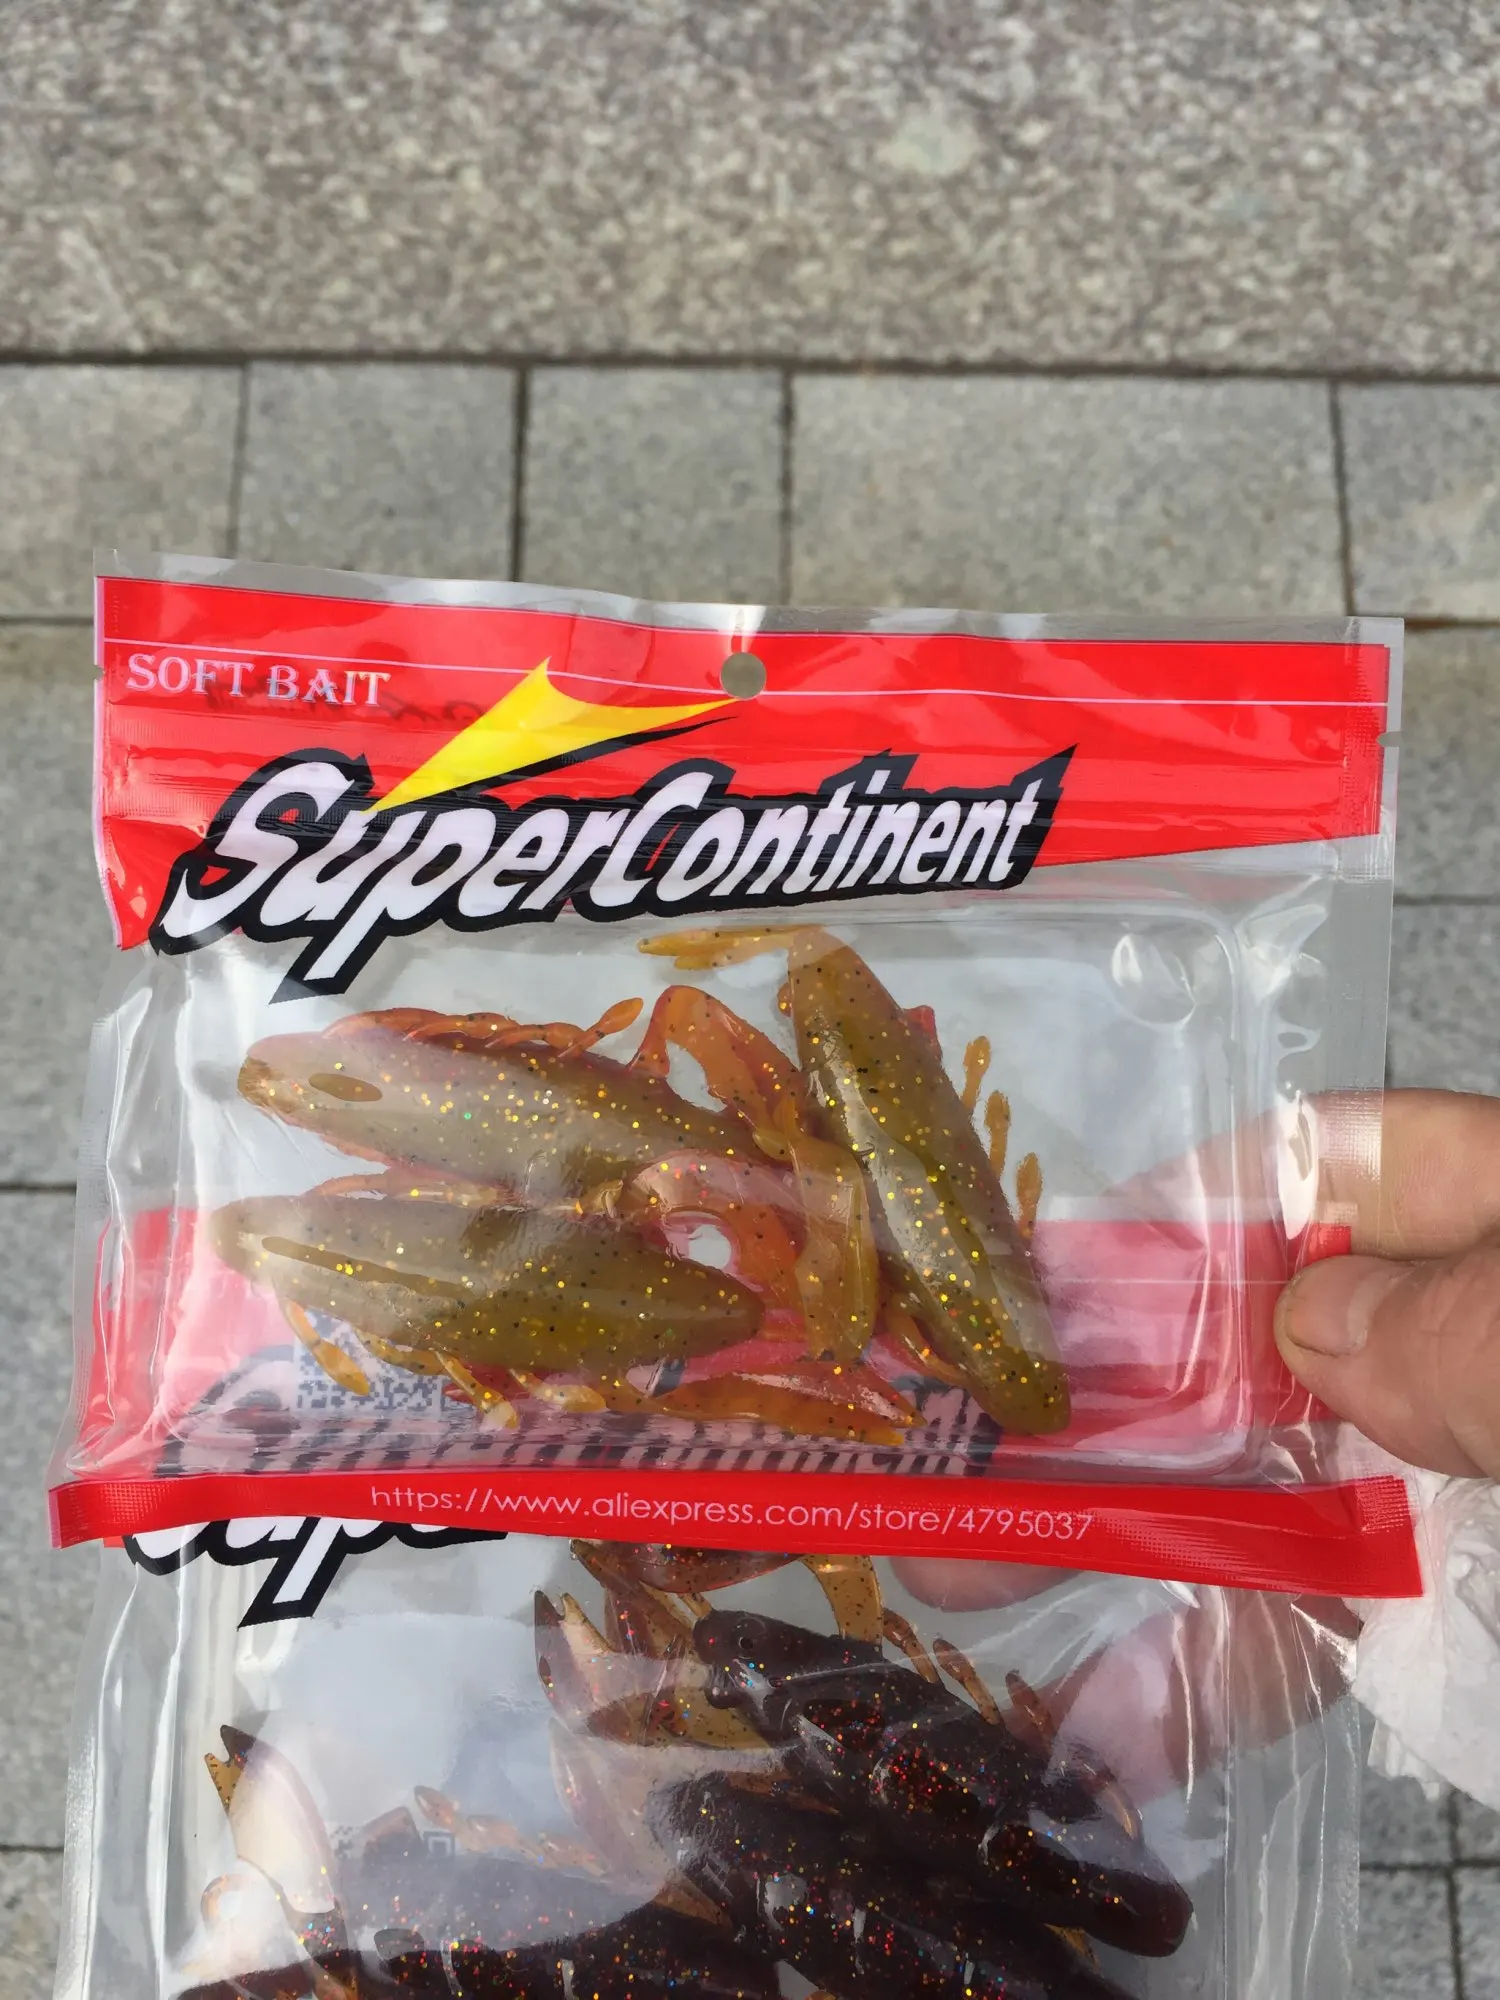 SOFT BAIT
SuperContinent
https://www.aliexpress.com/store/4795037